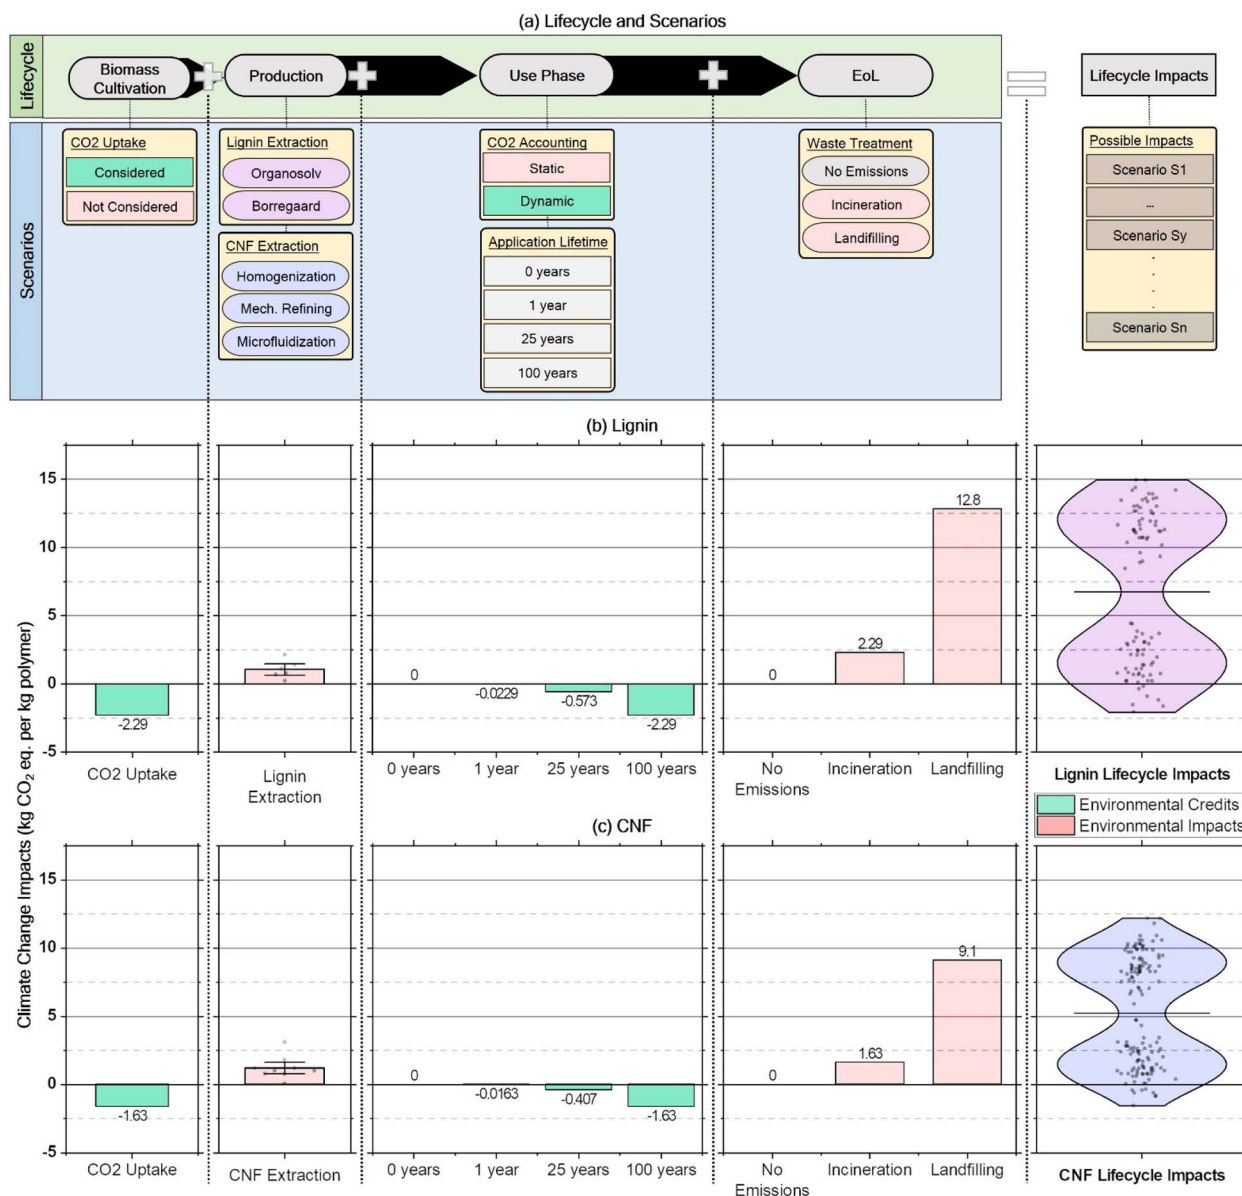 (a) Lifecycle and Scenarios
Lifecycle
Biomass
Cultivation
Production
Use Phase
EoL
Lifecycle Impacts
Scenarios
CO2 Uptake
Considered
Not Considered
Lignin Extraction
Organosolv
Borregaard
CNF Extraction
Homogenization
Mech. Refining
Microfluidization
CO2 Accounting
Static
Dynamic
Application Lifetime
0 years
1 year
25 years
100 years
Waste Treatment
No Emissions
Incineration
Landfilling
Possible Impacts
Scenario S1
...
Scenario Sy
.
.
.
.
Scenario Sn
Climate Change Impacts (kg CO₂ eq. per kg polymer)
(b) Lignin
15
10
5
0
-5
-2.29
0
-0.0229
-0.573
-2.29
0
2.29
12.8
CO2 Uptake
Lignin
Extraction
0 years
1 year
25 years
100 years
No
Emissions
Incineration
Landfilling
Lignin Lifecycle Impacts
Environmental Credits
Environmental Impacts
(c) CNF
15
10
5
0
-5
-1.63
0
-0.0163
-0.407
-1.63
0
1.63
9.1
CO2 Uptake
CNF Extraction
0 years
1 year
25 years
100 years
No
Emissions
Incineration
Landfilling
CNF Lifecycle Impacts